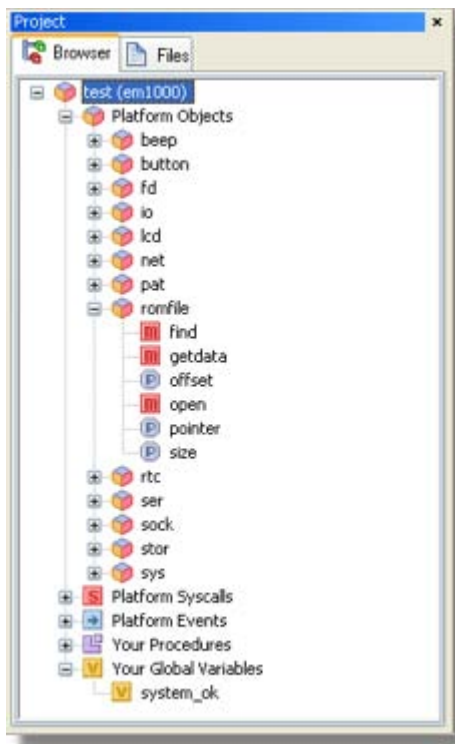 Project
Browser Files
test (em1000)
Platform Objects
beep
button
fd
io
lcd
net
pat
romfile
find
getdata
offset
open
pointer
size
rtc
ser
sock
stor
sys
Platform Syscalls
Platform Events
Your Procedures
Your Global Variables
system_ok